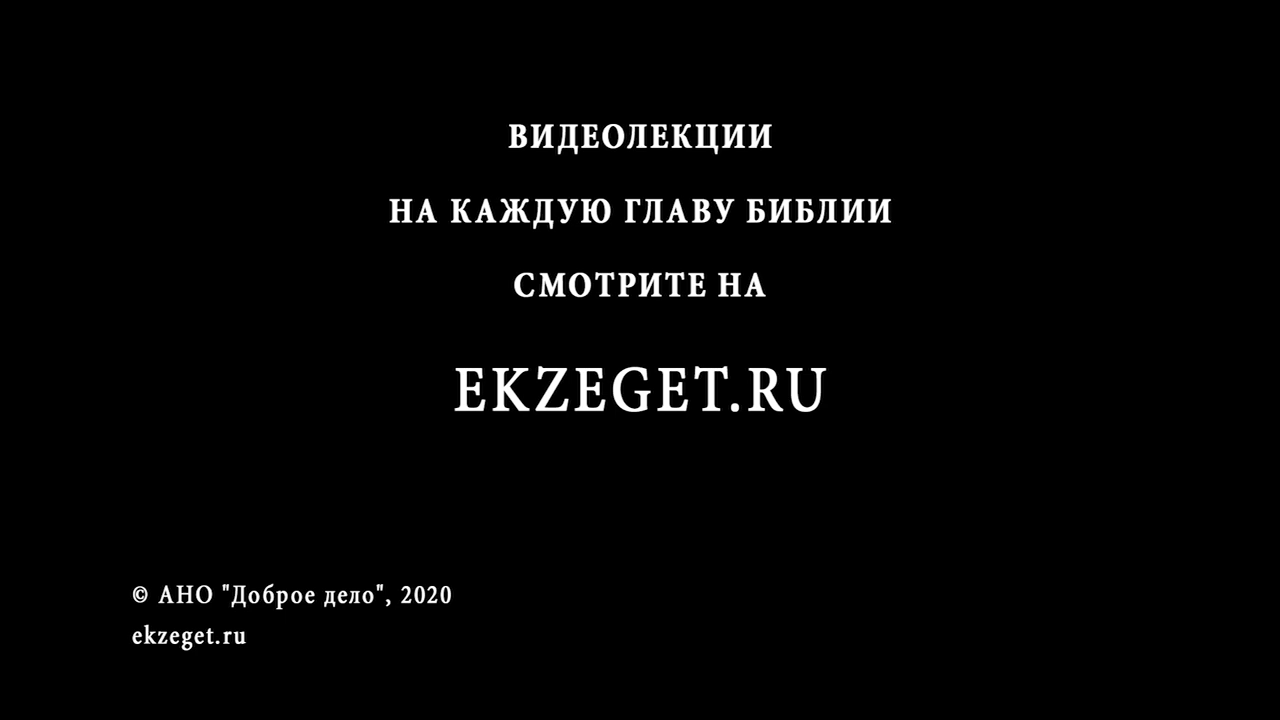 ВИДЕОЛЕКЦИИ
НА КАЖДУЮ ГЛАВУ БИБЛИИ
СМОТРИТЕ НА
EKZEGET.RU
© АНО "Доброе дело", 2020
ekzeget.ru